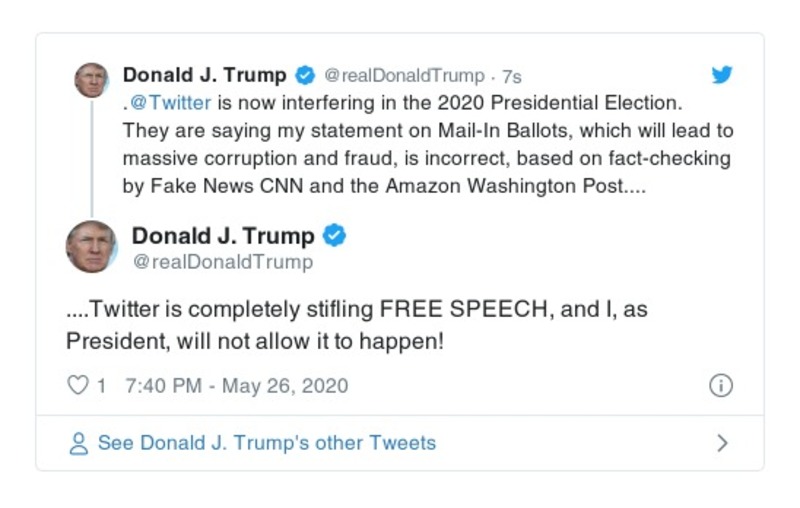 Donald J. Trump @realDonaldTrump · 7s
.@Twitter is now interfering in the 2020 Presidential Election.
They are saying my statement on Mail-In Ballots, which will lead to
massive corruption and fraud, is incorrect, based on fact-checking
by Fake News CNN and the Amazon Washington Post....
Donald J. Trump
@realDonaldTrump
....Twitter is completely stifling FREE SPEECH, and I, as
President, will not allow it to happen!
1 7:40 PM - May 26, 2020
See Donald J. Trump's other Tweets